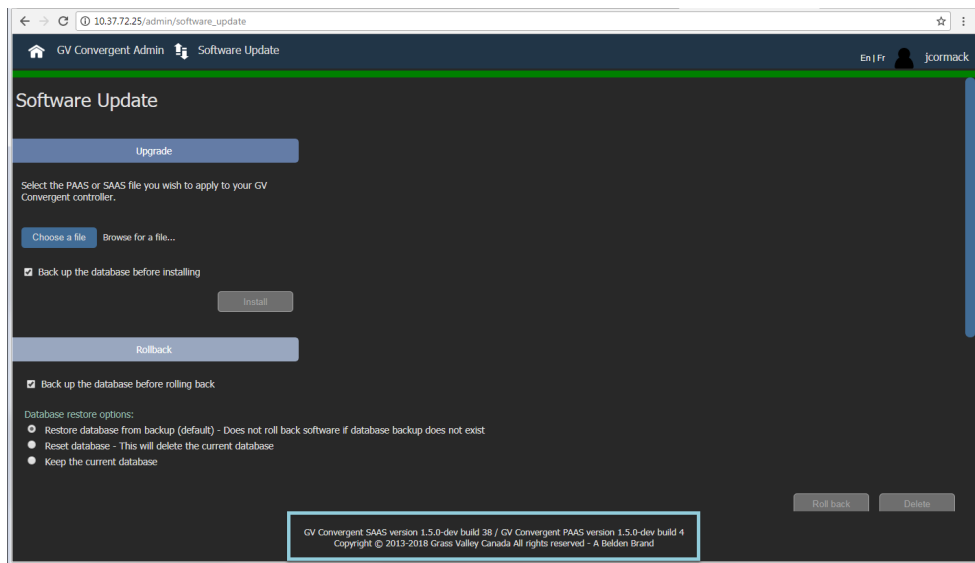 10.37.72.25/admin/software_update
GV Convergent Admin Software Update
En | Fr jcormack
Software Update
Upgrade
Select the PAAS or SAAS file you wish to apply to your GV
Convergent controller.
Choose a file Browse for a file...
Back up the database before installing
Install
Rollback
Back up the database before rolling back
Database restore options:
Restore database from backup (default) - Does not roll back software if database backup does not exist
Reset database - This will delete the current database
Keep the current database
Roll back Delete
GV Convergent SAAS version 1.5.0-dev build 38 / GV Convergent PAAS version 1.5.0-dev build 4
Copyright © 2013-2018 Grass Valley Canada All rights reserved - A Belden Brand